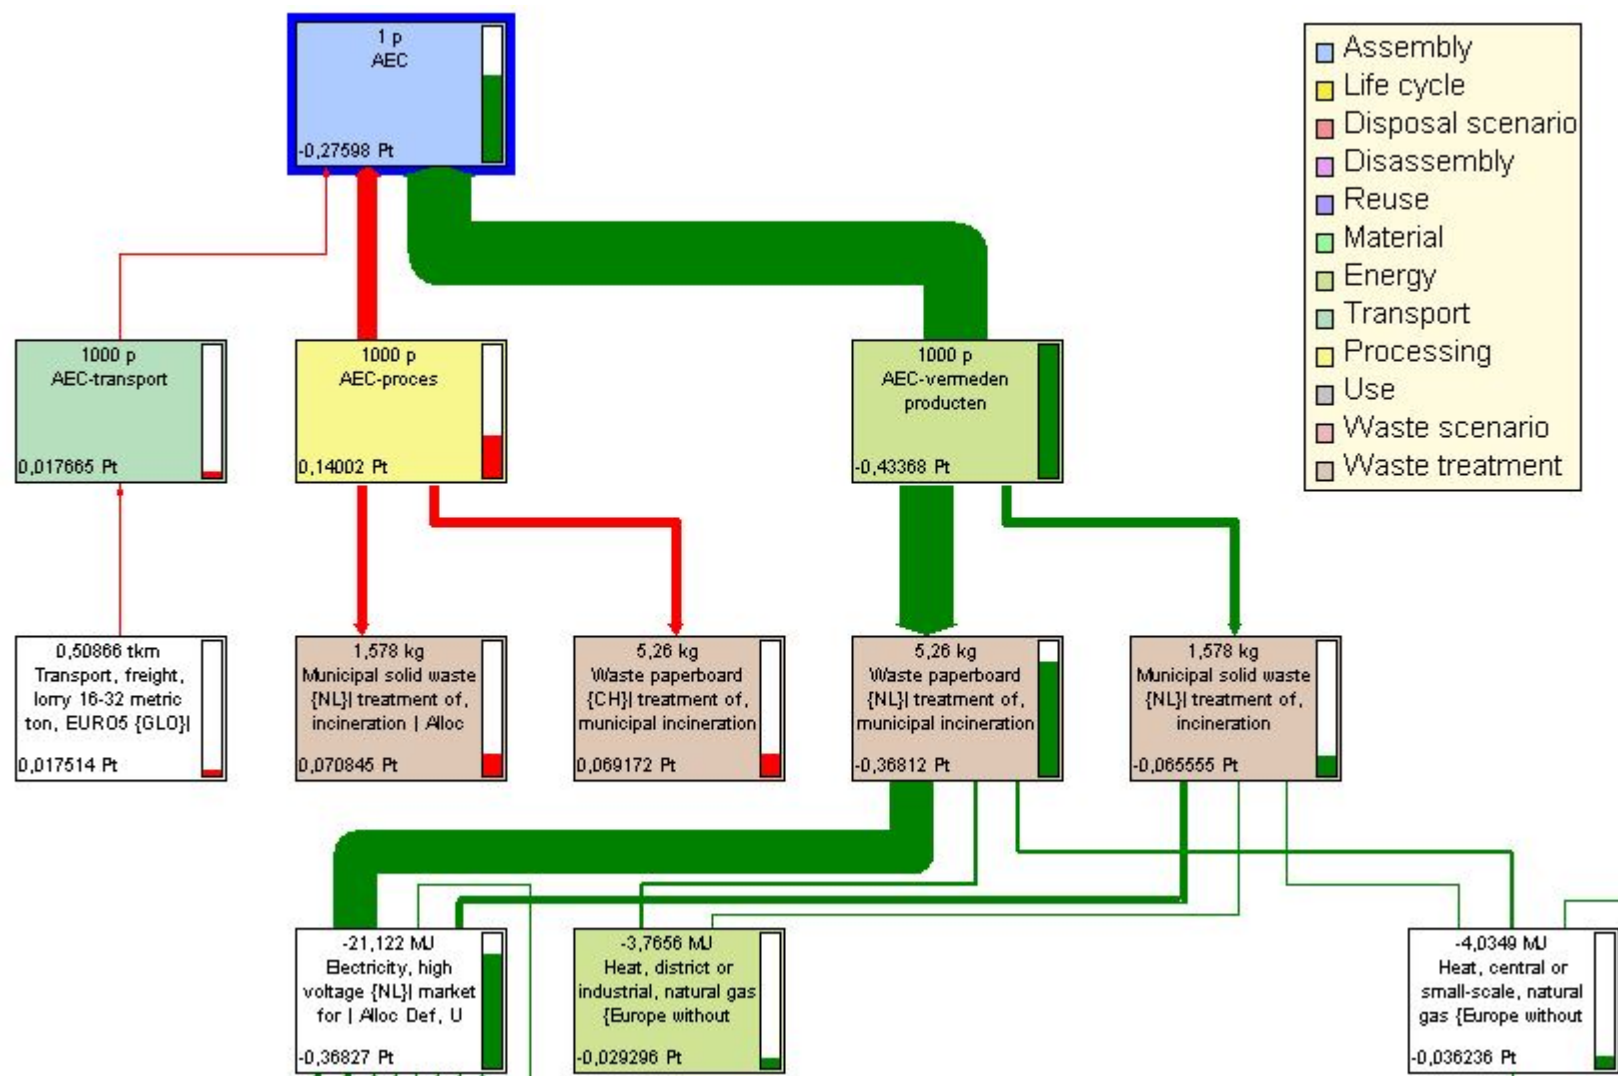 1 p
AEC
-0,27598 Pt
Assembly
Life cycle
Disposal scenario
Disassembly
Reuse
Material
Energy
Transport
Processing
Use
Waste scenario
Waste treatment
1000 p
AEC-transport
0,017665 Pt
1000 p
AEC-proces
0,14002 Pt
1000 p
AEC-vermeden
producten
-0,43368 Pt
0,50866 tkm
Transport, freight,
lorry 16-32 metric
ton, EURO5 {GLO}|
0,017514 Pt
1,578 kg
Municipal solid waste
{NL}| treatment of,
incineration | Alloc
0,070845 Pt
5,26 kg
Waste paperboard
{CH}| treatment of,
municipal incineration
0,069172 Pt
5,26 kg
Waste paperboard
{NL}| treatment of,
municipal incineration
-0,36812 Pt
1,578 kg
Municipal solid waste
{NL}| treatment of,
incineration
-0,065555 Pt
-21,122 MJ
Electricity, high
voltage {NL}| market
for | Alloc Def, U
-0,36827 Pt
-3,7656 MJ
Heat, district or
industrial, natural gas
{Europe without
-0,029296 Pt
-4,0349 MJ
Heat, central or
small-scale, natural
gas {Europe without
-0,036236 Pt